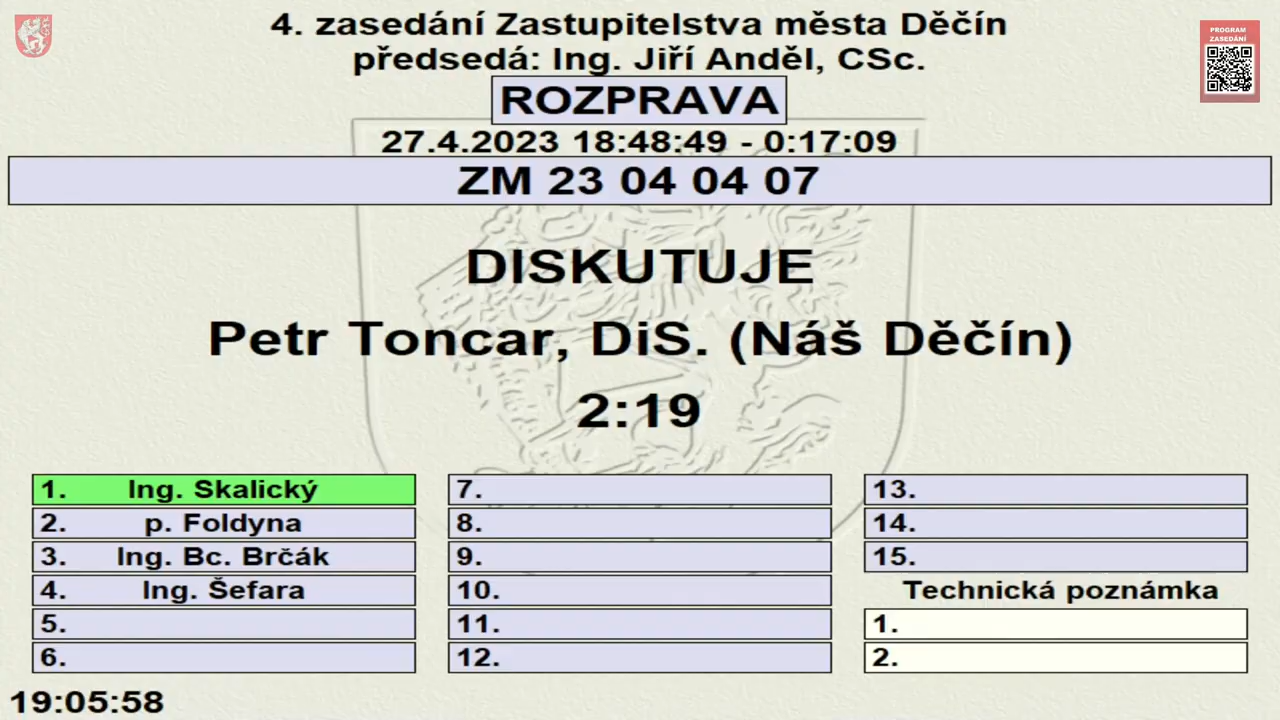 4. zasedání Zastupitelstva města Děčín
předsedá: Ing. Jiří Anděl, CSc.
PROGRAM
ZASEDÁNÍ
ROZPRAVA
27.4.2023 18:48:49 - 0:17:09
ZM 23 04 04 07
DISKUTUJE
Petr Toncar, DiS. (Náš Děčín)
2:19
1. Ing. Skalický
2. p. Foldyna
3. Ing. Bc. Brčák
4. Ing. Šefara
5.
6.
7.
8.
9.
10.
11.
12.
13.
14.
15.
Technická poznámka
1.
2.
19:05:58